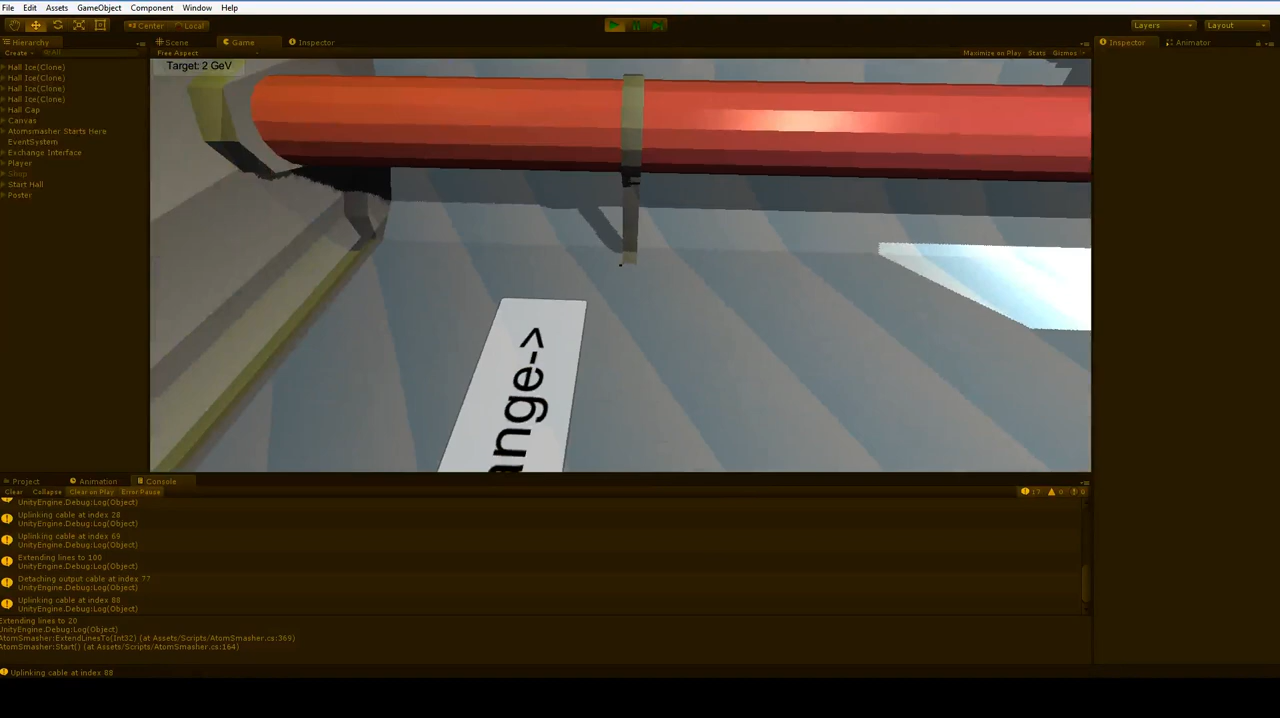 File Edit Assets GameObject Component Window Help
Center Local
Layers Layout
Hierarchy
Create All
Hall Ice(Clone)
Hall Ice(Clone)
Hall Ice(Clone)
Hall Ice(Clone)
Hall Cap
Canvas
Atomsmasher Starts Here
EventSystem
Exchange Interface
Player
Shop
Start Hall
Poster
Scene Game Inspector
Free Aspect
Maximize on Play Stats Gizmos
Target: 2 GeV
ange->
Inspector Animator
Project Animation Console
Clear Collapse Clear on Play Error Pause
17 0 0
UnityEngine.Debug:Log(Object)
Uplinking cable at index 28
UnityEngine.Debug:Log(Object)
Uplinking cable at index 69
UnityEngine.Debug:Log(Object)
Extending lines to 100
UnityEngine.Debug:Log(Object)
Detaching output cable at index 77
UnityEngine.Debug:Log(Object)
Uplinking cable at index 88
UnityEngine.Debug:Log(Object)
Extending lines to 20
UnityEngine.Debug:Log(Object)
AtomSmasher:ExtendLinesTo(Int32) (at Assets/Scripts/AtomSmasher.cs:369)
AtomSmasher:Start() (at Assets/Scripts/AtomSmasher.cs:164)
Uplinking cable at index 88